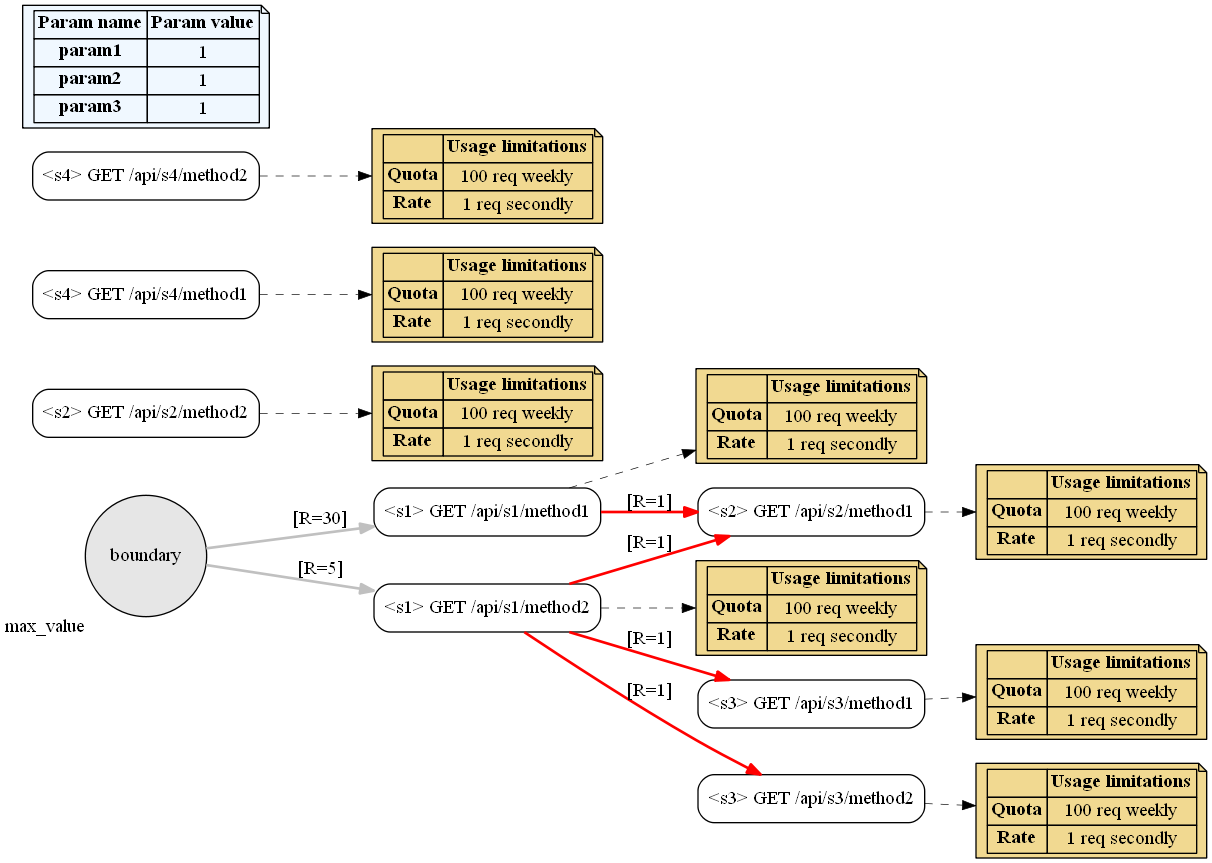 Param name Param value
param1 1
param2 1
param3 1
<s4> GET /api/s4/method2
Usage limitations
Quota 100 req weekly
Rate 1 req secondly
<s4> GET /api/s4/method1
Usage limitations
Quota 100 req weekly
Rate 1 req secondly
<s2> GET /api/s2/method2
Usage limitations
Quota 100 req weekly
Rate 1 req secondly
Usage limitations
Quota 100 req weekly
Rate 1 req secondly
boundary
max_value
[R=30]
[R=5]
<s1> GET /api/s1/method1
[R=1]
<s2> GET /api/s2/method1
Usage limitations
Quota 100 req weekly
Rate 1 req secondly
[R=1]
<s1> GET /api/s1/method2
Usage limitations
Quota 100 req weekly
Rate 1 req secondly
[R=1]
<s3> GET /api/s3/method1
Usage limitations
Quota 100 req weekly
Rate 1 req secondly
[R=1]
<s3> GET /api/s3/method2
Usage limitations
Quota 100 req weekly
Rate 1 req secondly